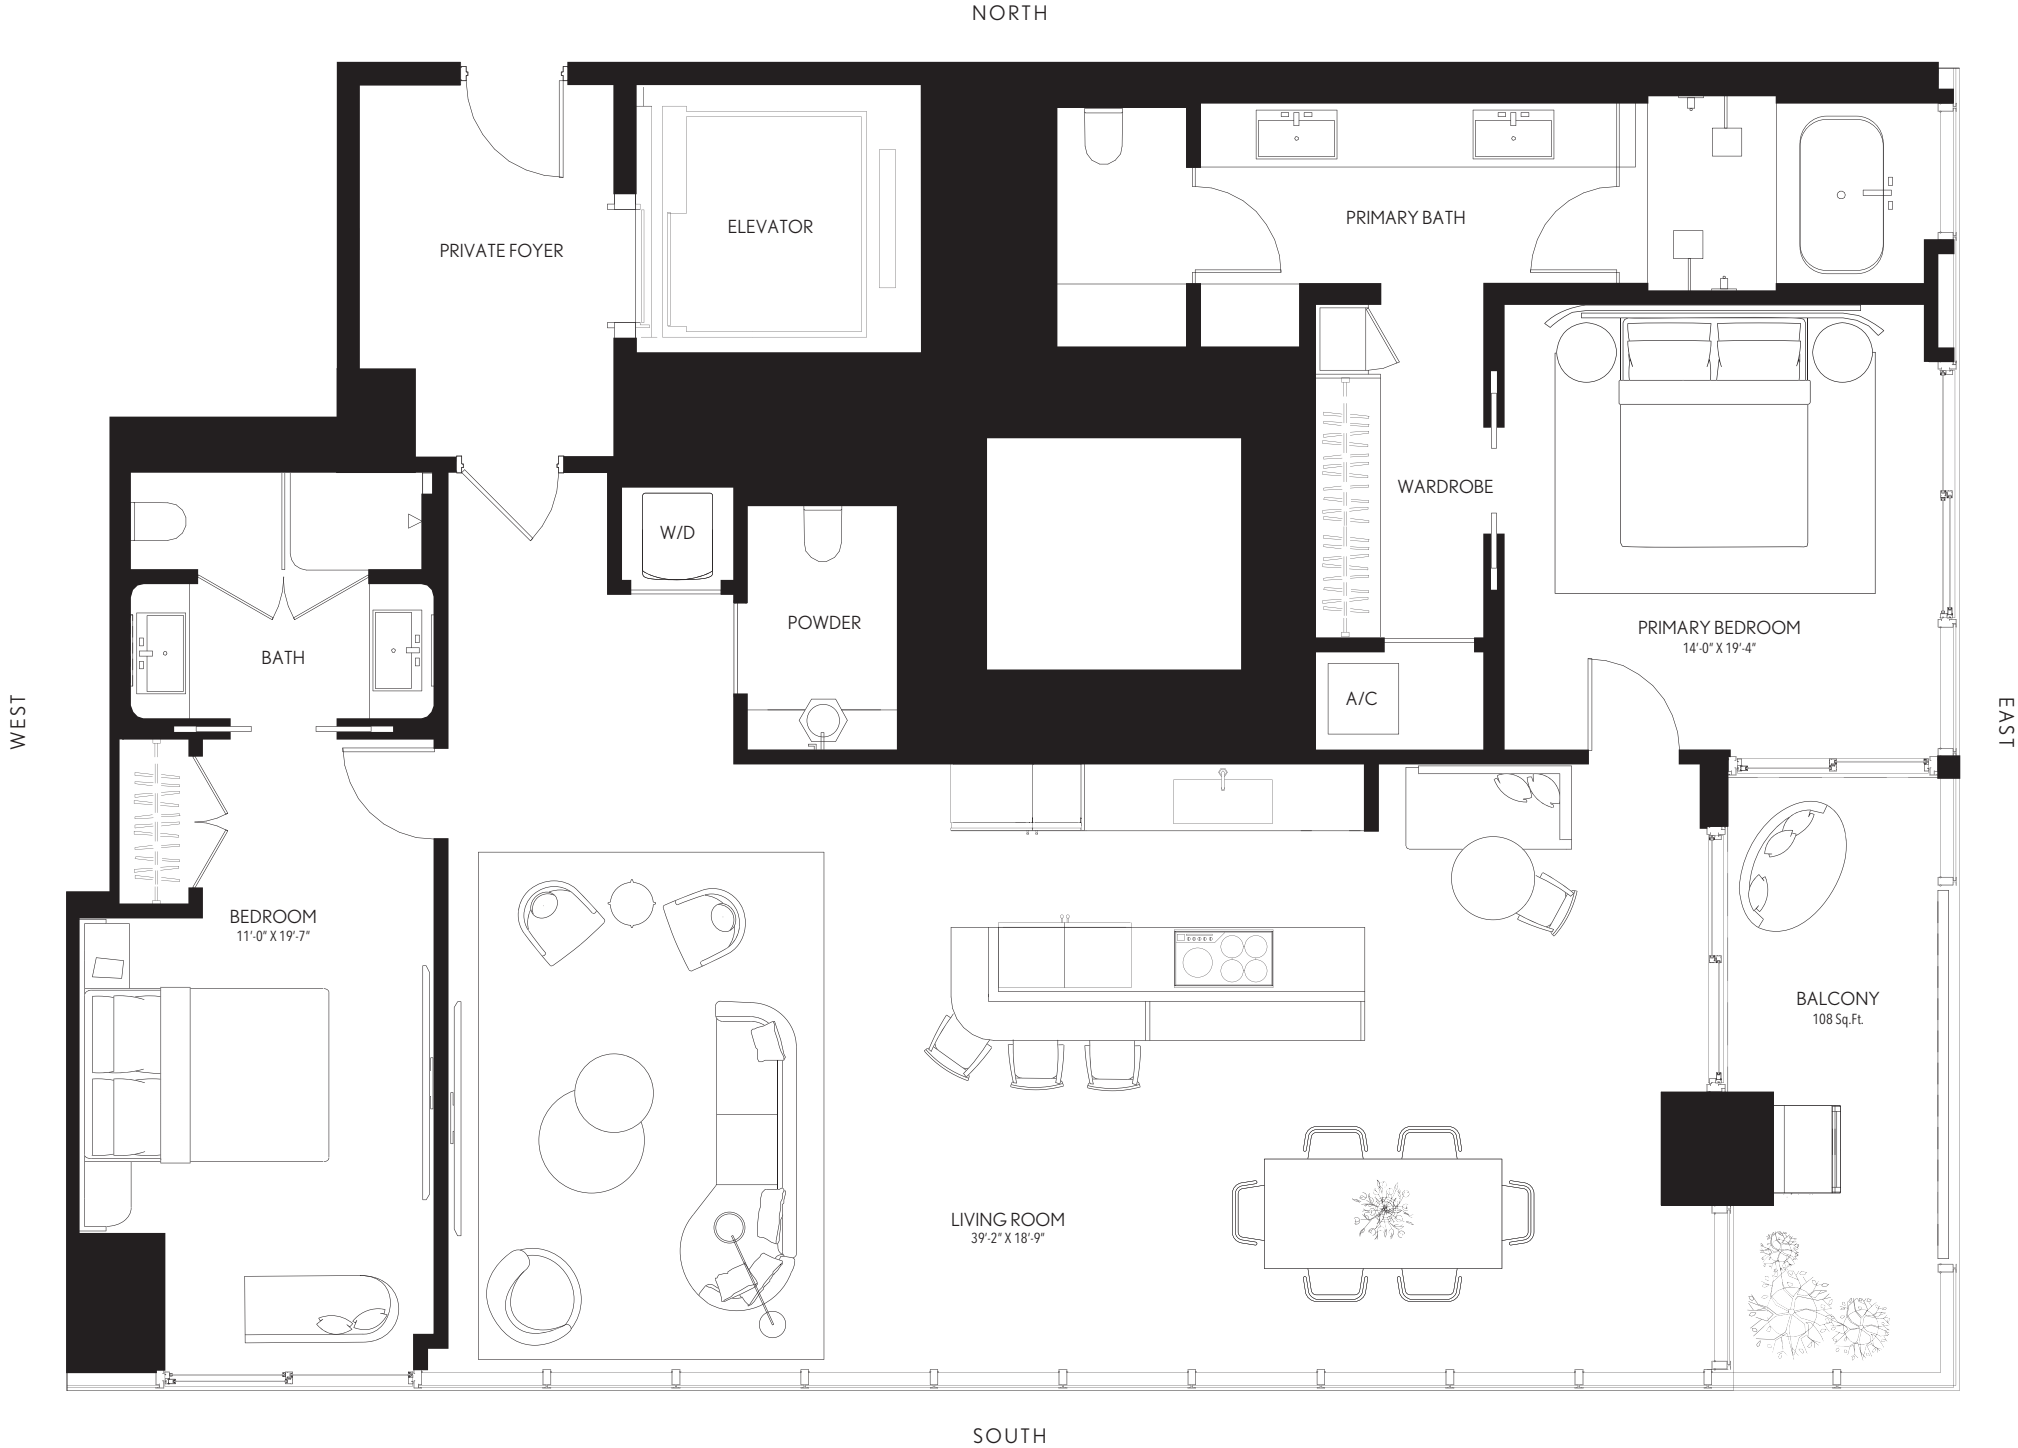 NORTH
ELEVATOR
PRIVATE FOYER
PRIMARY BATH
WARDROBE
W/D
POWDER
PRIMARY BEDROOM
14'-0" X 19'-4"
BATH
A/C
WEST
EAST
BEDROOM
11'-0" X 19'-7"
BALCONY
108 Sq.Ft.
LIVING ROOM
39'-2" X 18'-9"
SOUTH